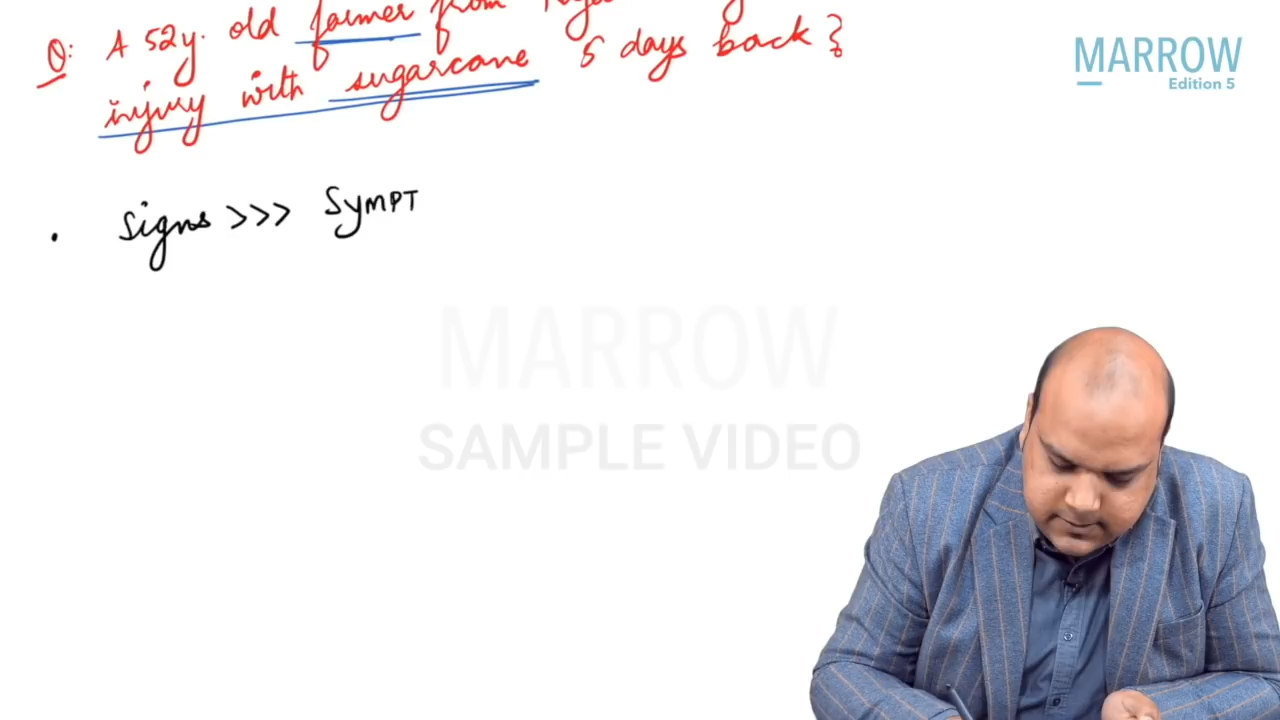 Q: A 52y. old farmer from
injury with sugarcane 5 days back }
MARROW
Edition 5
. Signs >>> SYMPT
MARROW
SAMPLE VIDEO